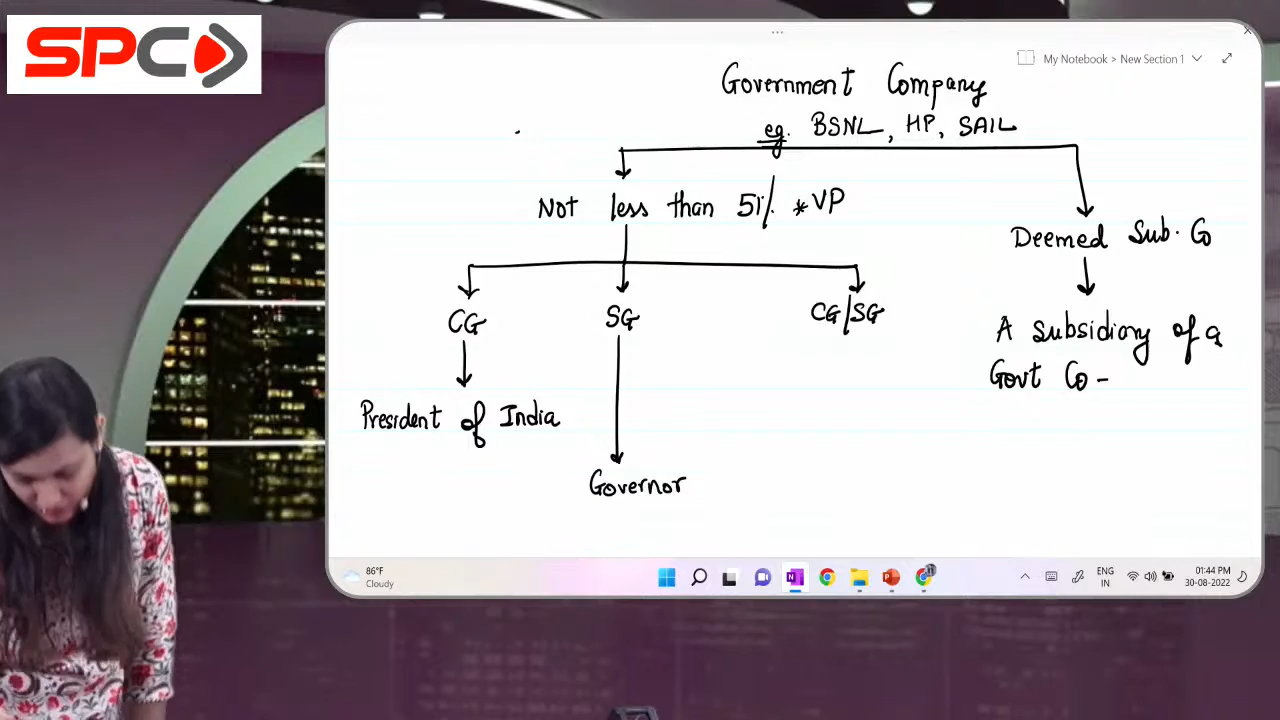 SPC
My Notebook > New Section 1
Government Company
eg. BSNL, HP, SAIL
Not less than 51% *VP
Deemed Sub. Co
CG
SG
CG/SG
A subsidiary of a
Govt Co -
President of India
Governor
86°F
Cloudy
ENG
IN
01:44 PM
30-08-2022